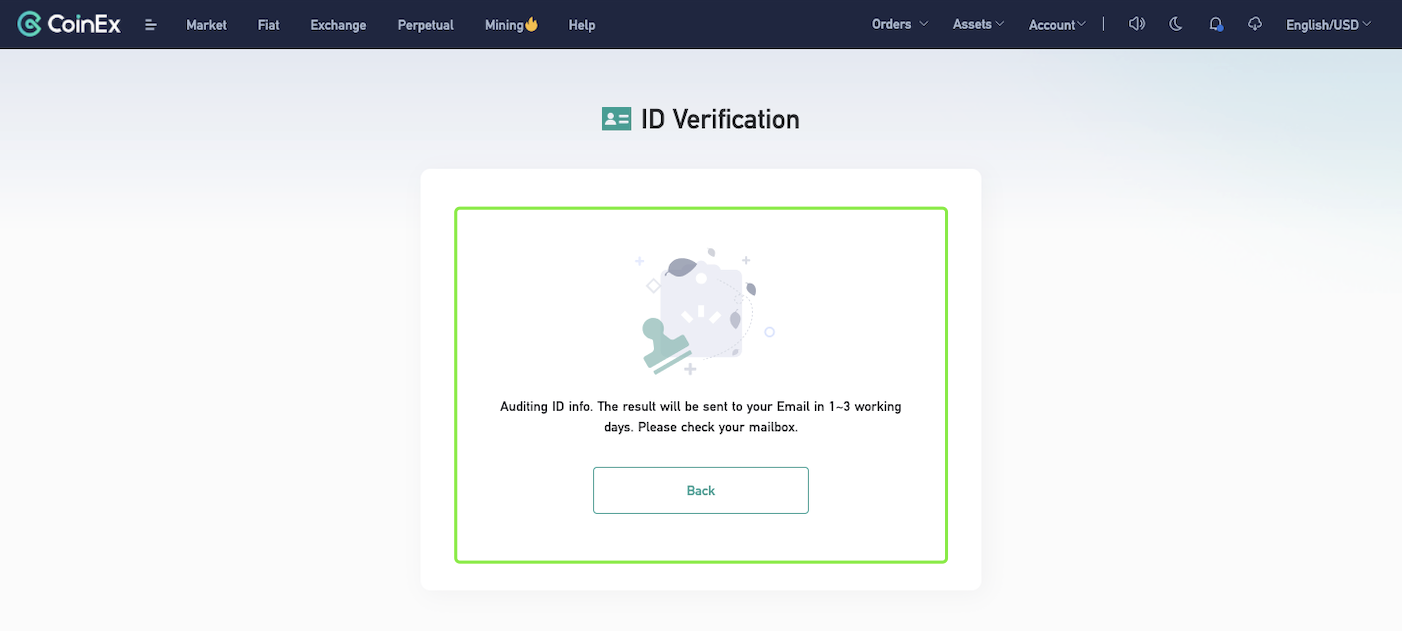 CoinEx Market Fiat Exchange Perpetual Mining Help Orders Assets Account English/USD
ID Verification
Auditing ID info. The result will be sent to your Email in 1~3 working
days. Please check your mailbox.
Back